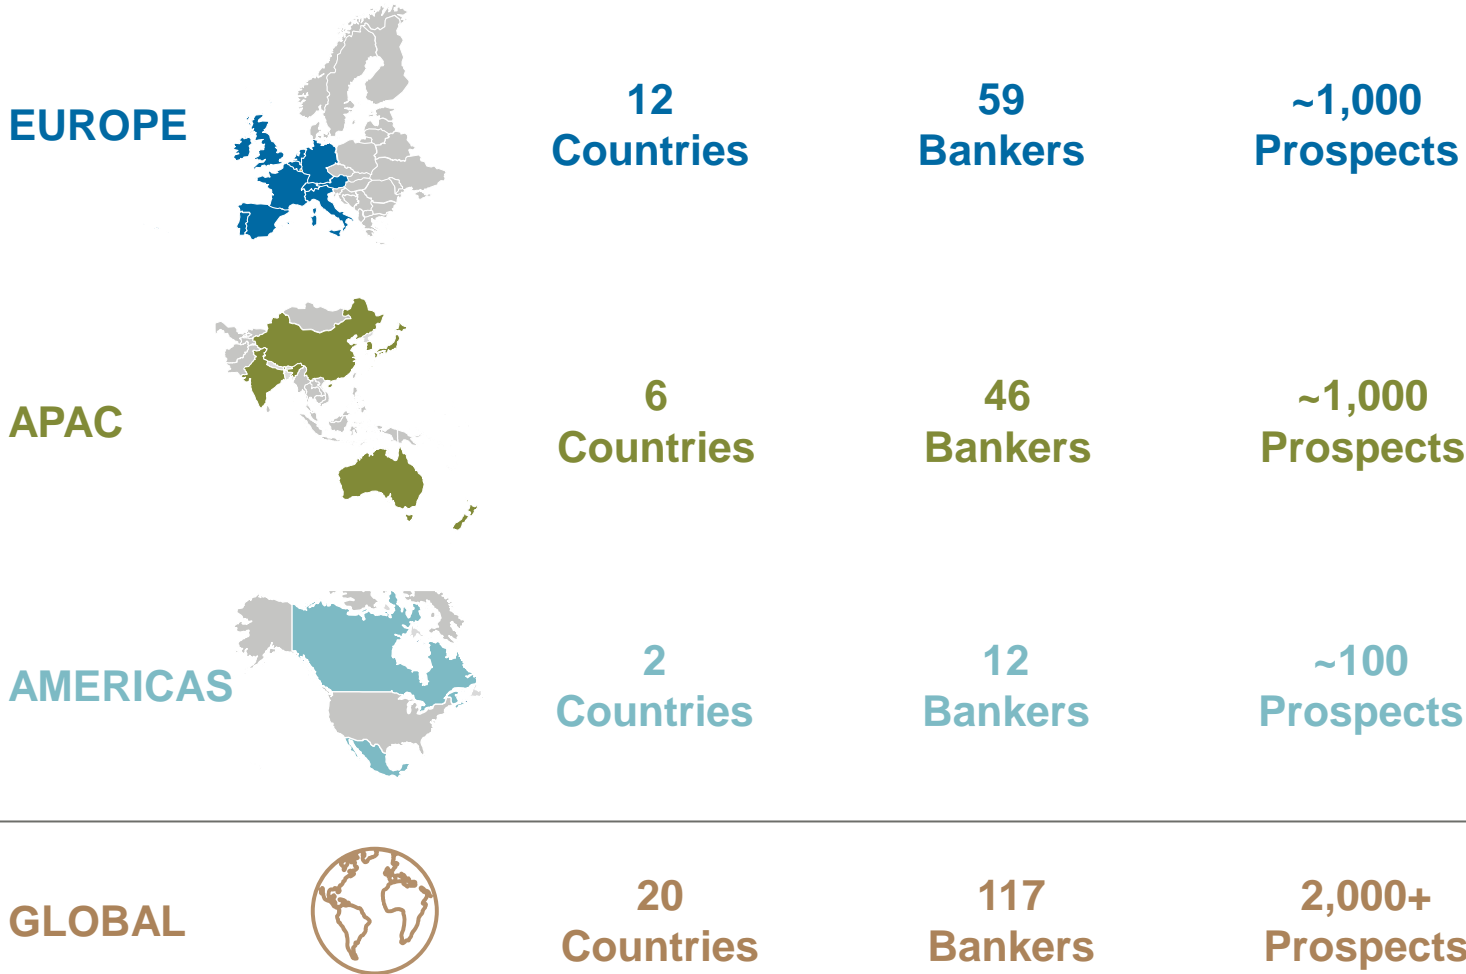 EUROPE
12
Countries
59
Bankers
~1,000
Prospects
APAC
6
Countries
46
Bankers
~1,000
Prospects
AMERICAS
2
Countries
12
Bankers
~100
Prospects
GLOBAL
20
Countries
117
Bankers
2,000+
Prospects